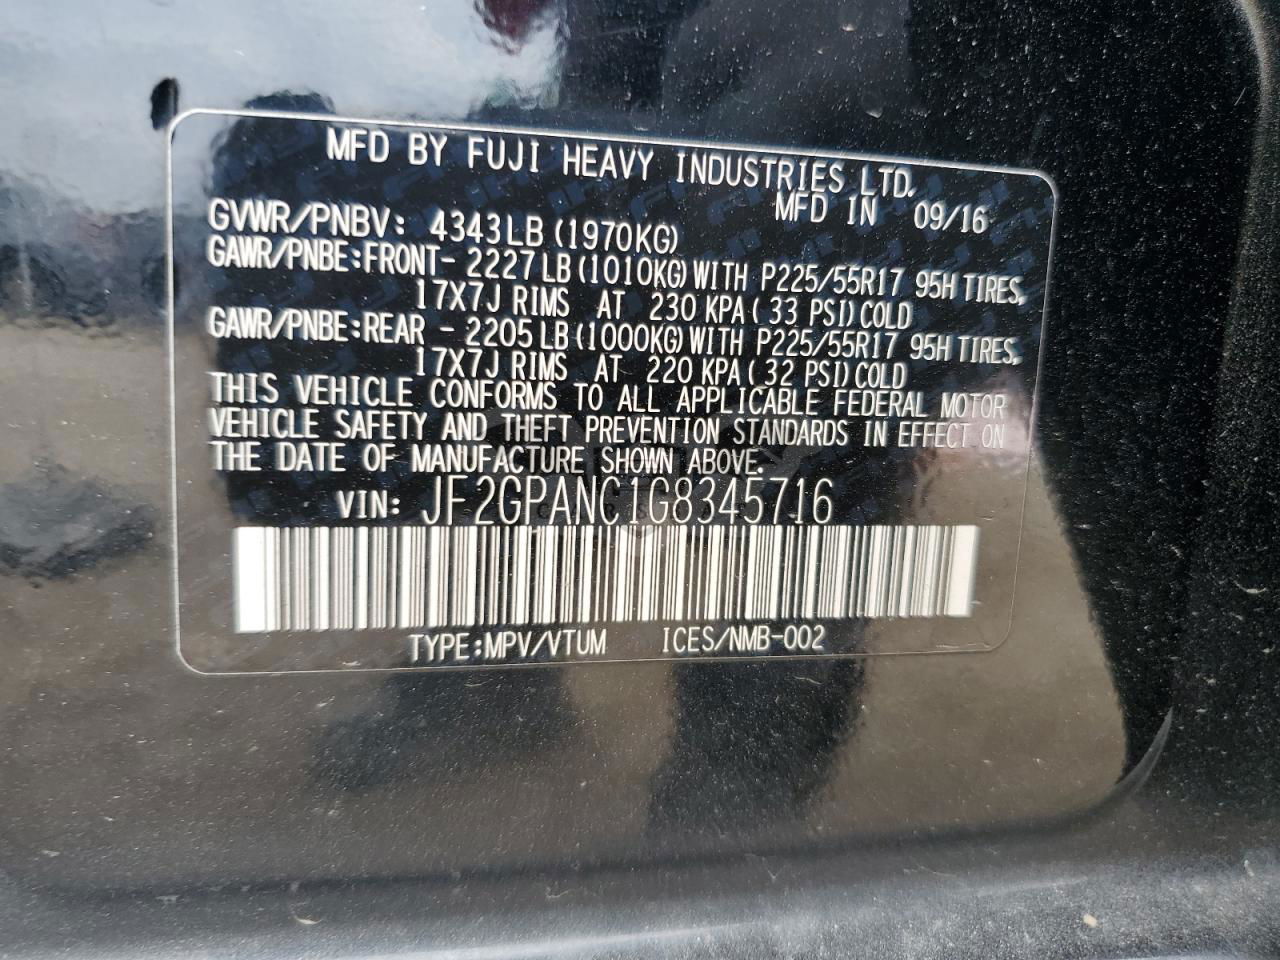 MFD BY FUJI HEAVY INDUSTRIES LTD.
MFD IN 09/16
GVWR/PNBV: 4343LB (1970KG)
GAWR/PNBE:FRONT- 2227 LB (1010KG) WITH P225/55R17 95H TIRES,
17X7J RIMS AT 230 KPA ( 33 PSI) COLD
GAWR/PNBE:REAR - 2205 LB (1000KG) WITH P225/55R17 95H TIRES,
17X7J RIMS AT 220 KPA ( 32 PSI) COLD
THIS VEHICLE CONFORMS TO ALL APPLICABLE FEDERAL MOTOR
VEHICLE SAFETY AND THEFT PREVENTION STANDARDS IN EFFECT ON
THE DATE OF MANUFACTURE SHOWN ABOVE.
VIN: JF2GPANC1G8345716
TYPE:MPV/VTUM ICES/NMB-002